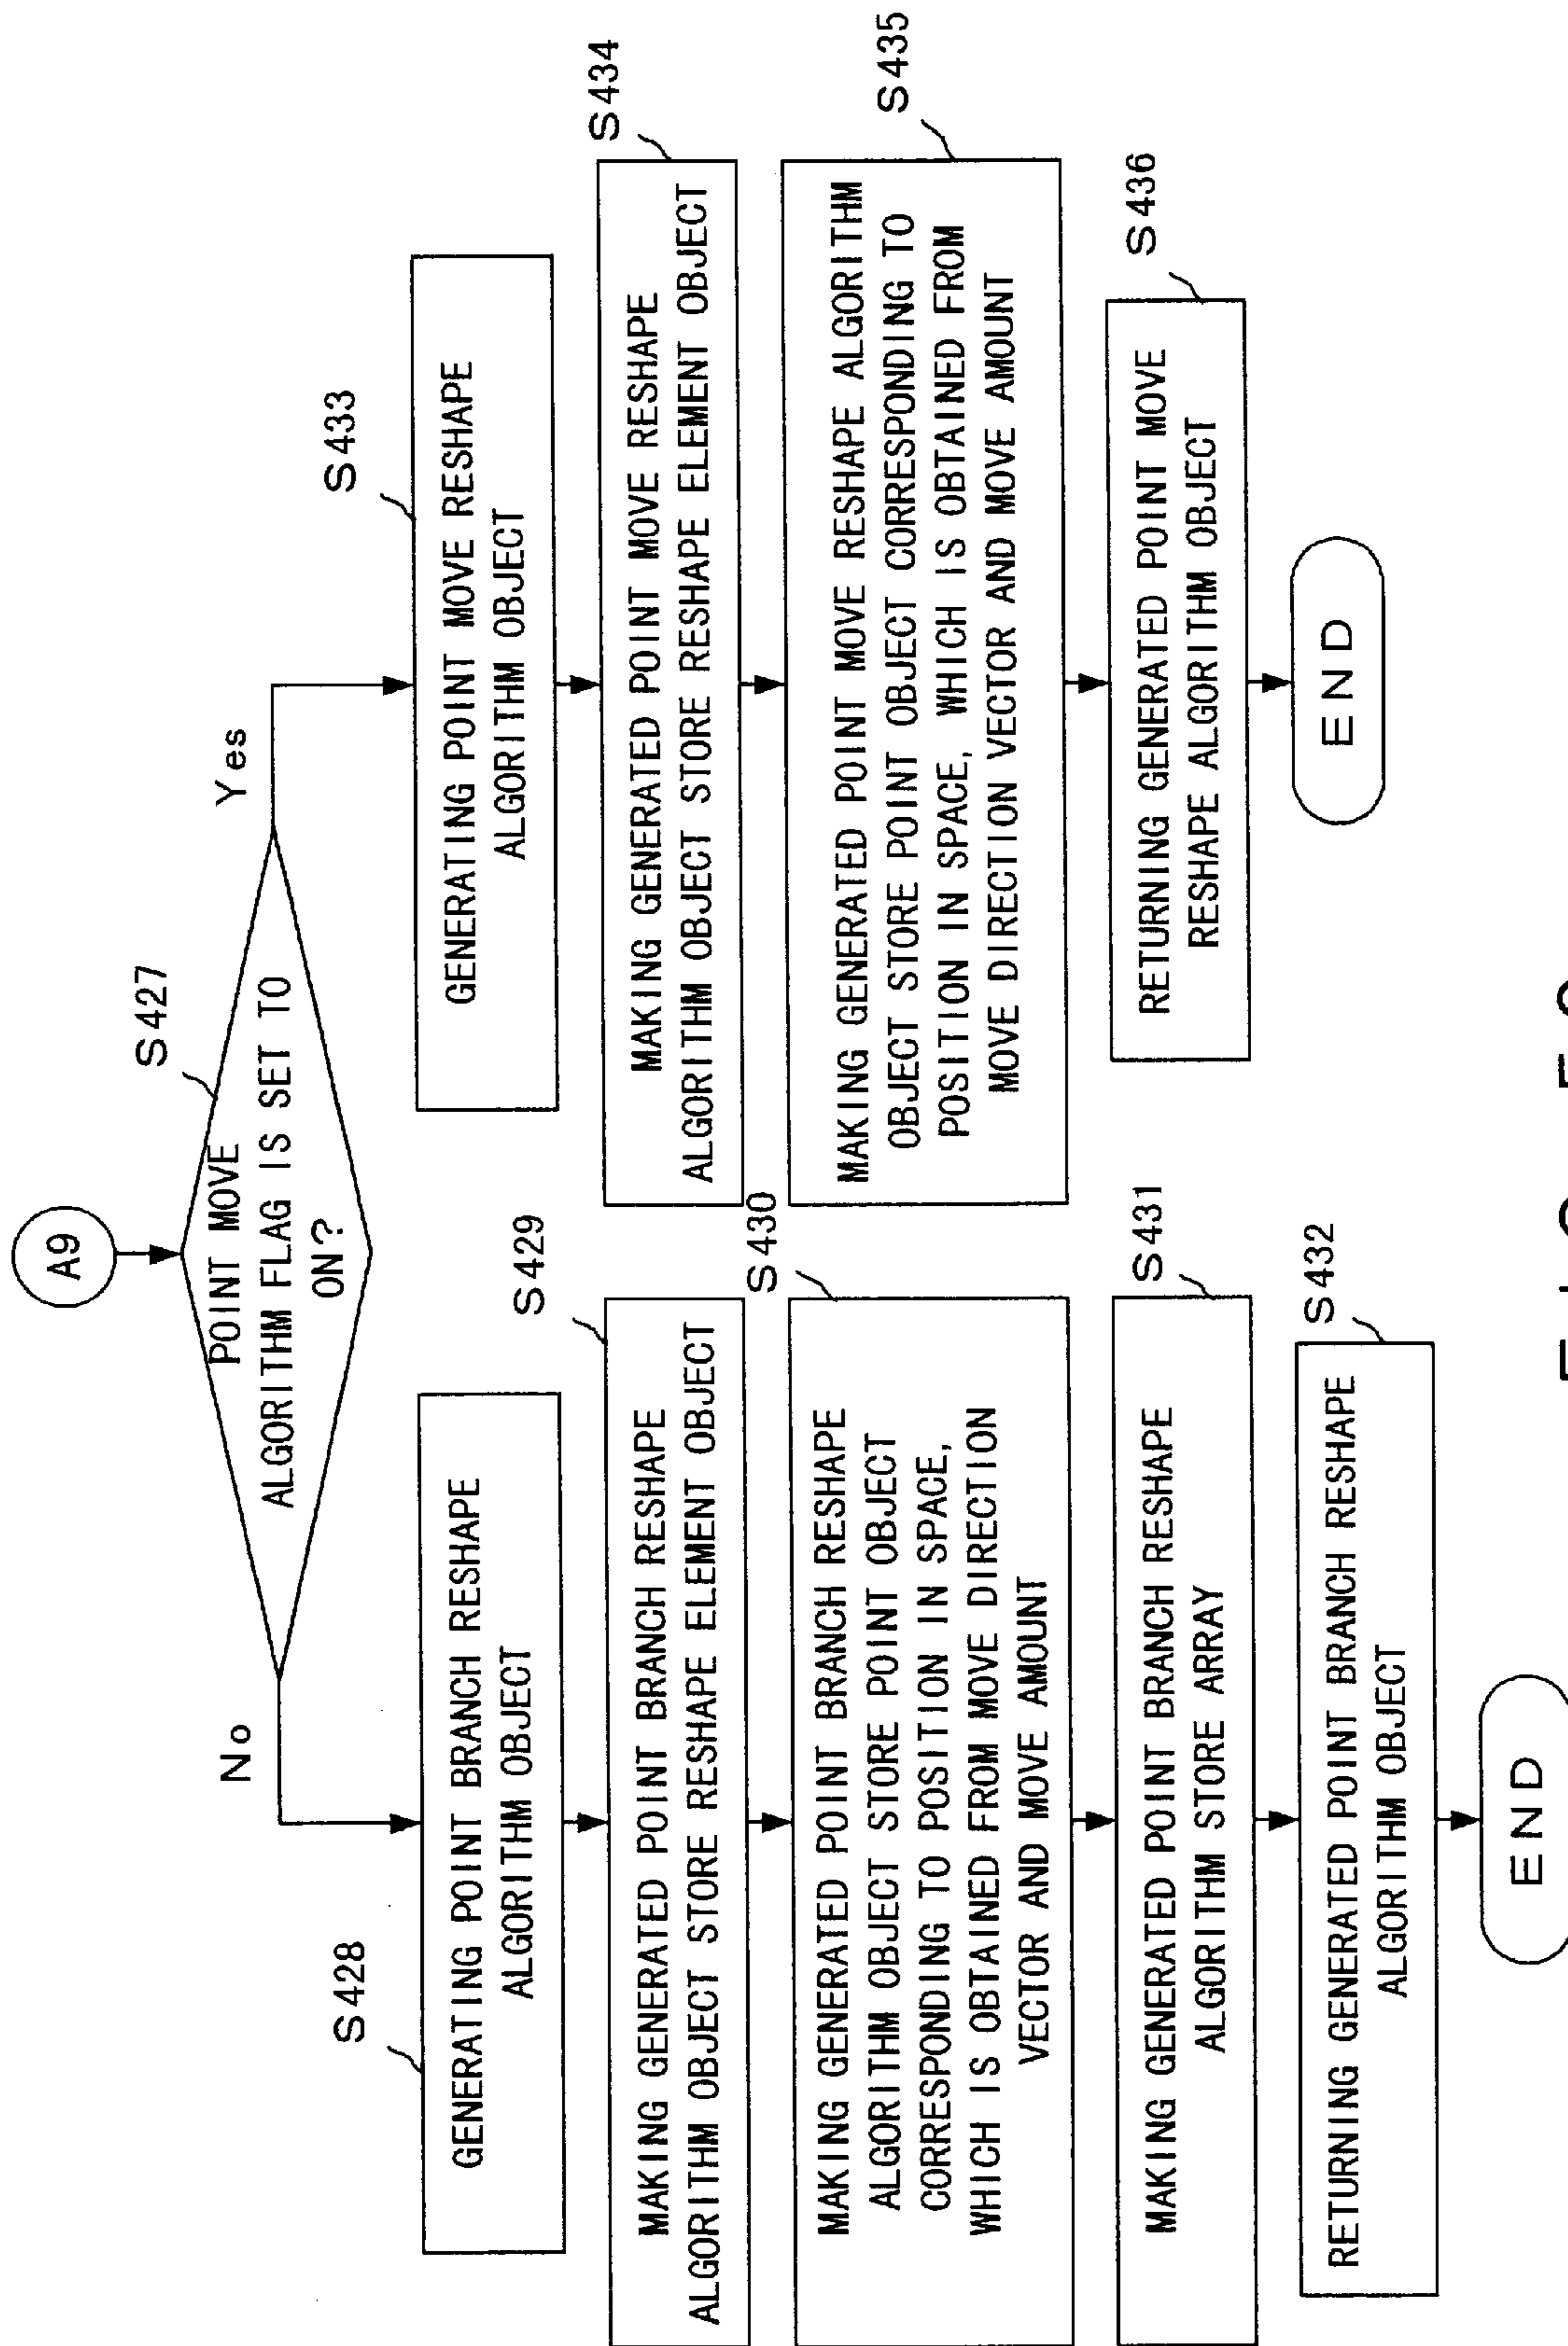 A9
S427
POINT MOVE
ALGORITHM FLAG IS SET TO
ON?
No
Yes
S428
GENERATING POINT BRANCH RESHAPE
ALGORITHM OBJECT
S429
MAKING GENERATED POINT BRANCH RESHAPE
ALGORITHM OBJECT STORE RESHAPE ELEMENT OBJECT
S430
MAKING GENERATED POINT BRANCH RESHAPE
ALGORITHM OBJECT STORE POINT OBJECT
CORRESPONDING TO POSITION IN SPACE,
WHICH IS OBTAINED FROM MOVE DIRECTION
VECTOR AND MOVE AMOUNT
S431
MAKING GENERATED POINT BRANCH RESHAPE
ALGORITHM STORE ARRAY
S432
RETURNING GENERATED POINT BRANCH RESHAPE
ALGORITHM OBJECT
END
S433
GENERATING POINT MOVE RESHAPE
ALGORITHM OBJECT
S434
MAKING GENERATED POINT MOVE RESHAPE
ALGORITHM OBJECT STORE RESHAPE ELEMENT OBJECT
S435
MAKING GENERATED POINT MOVE RESHAPE ALGORITHM
OBJECT STORE POINT OBJECT CORRESPONDING TO
POSITION IN SPACE, WHICH IS OBTAINED FROM
MOVE DIRECTION VECTOR AND MOVE AMOUNT
S436
RETURNING GENERATED POINT MOVE
RESHAPE ALGORITHM OBJECT
END